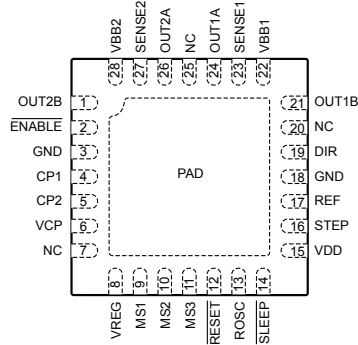 VBB2
SENSE2
OUT2A
NC
OUT1A
SENSE1
VBB1
28
27
26
25
24
23
22
OUT2B 1
ENABLE 2
GND 3
CP1 4
CP2 5
VCP 6
NC 7
PAD
21 OUT1B
20 NC
19 DIR
18 GND
17 REF
16 STEP
15 VDD
8
9
10
11
12
13
14
VREG
MS1
MS2
MS3
RESET
ROSC
SLEEP